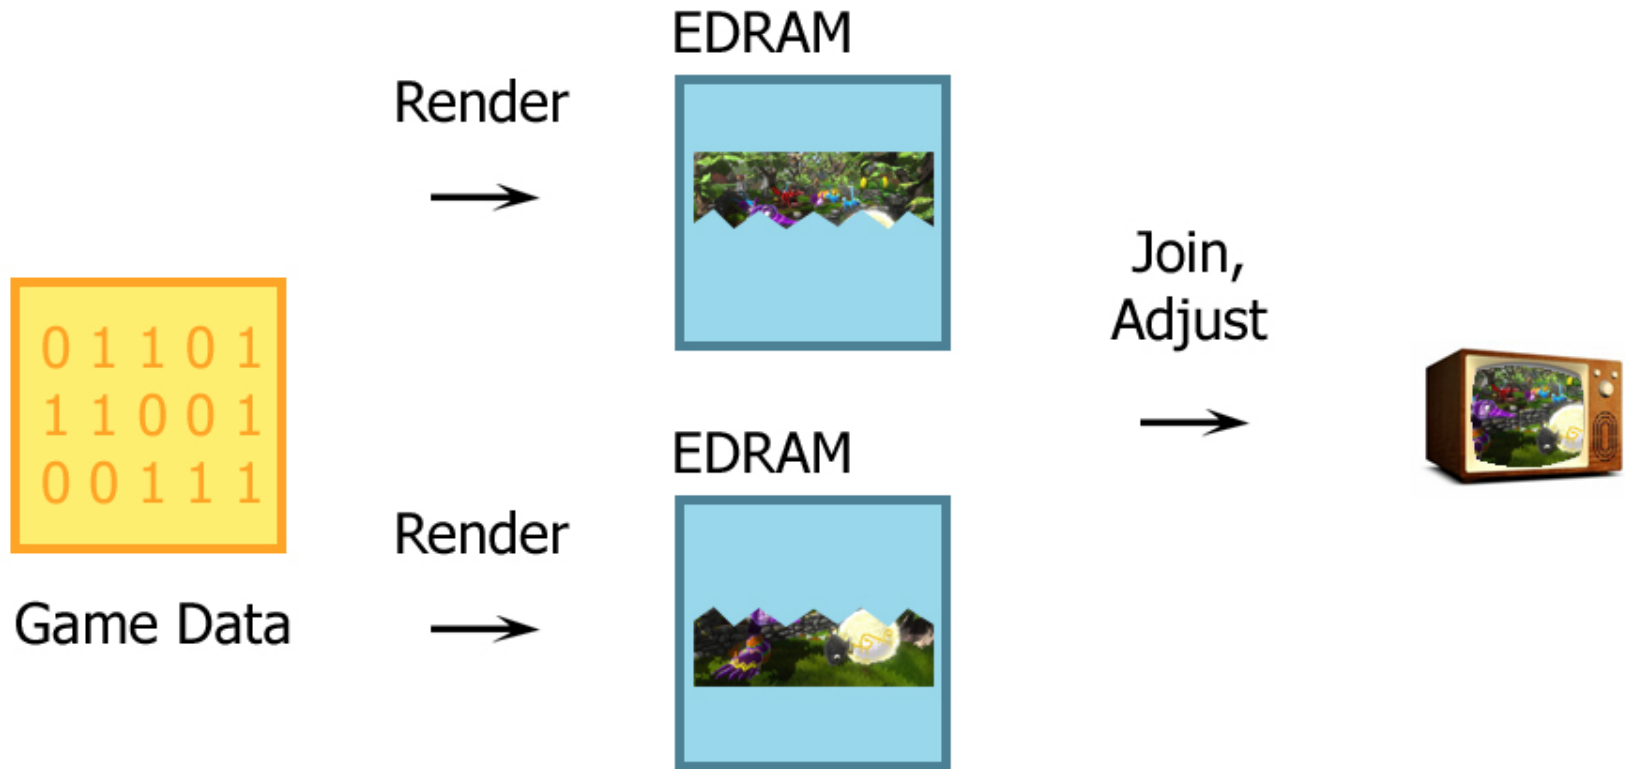 EDRAM
Render
0 1 1 0 1
1 1 0 0 1
0 0 1 1 1
Game Data
EDRAM
Render
Join,
Adjust